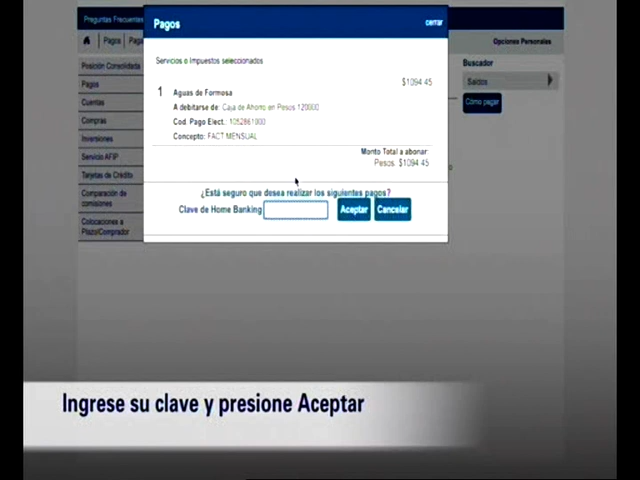 Preguntas Frecuentes
Pagos
cerrar
Pagos
Opciones Personales
Servicios o Impuestos seleccionados
Posición Consolidada
Pagos
Cuentas
Compras
Inversiones
Servicio AFIP
Tarjetas de Crédito
Comparación de
comisiones
Colocaciones a
Plazo/Comprador
Buscador
Saldos
Cómo pagar
$1094.45
1 Aguas de Formosa
A debitarse de: Caja de Ahorro en Pesos 120000
Cod. Pago Elect.: 1052861000
Concepto: FACT MENSUAL
Monto Total a abonar:
Pesos: $1094.45
¿Está seguro que desea realizar los siguientes pagos?
Clave de Home Banking
Aceptar
Cancelar
Ingrese su clave y presione Aceptar